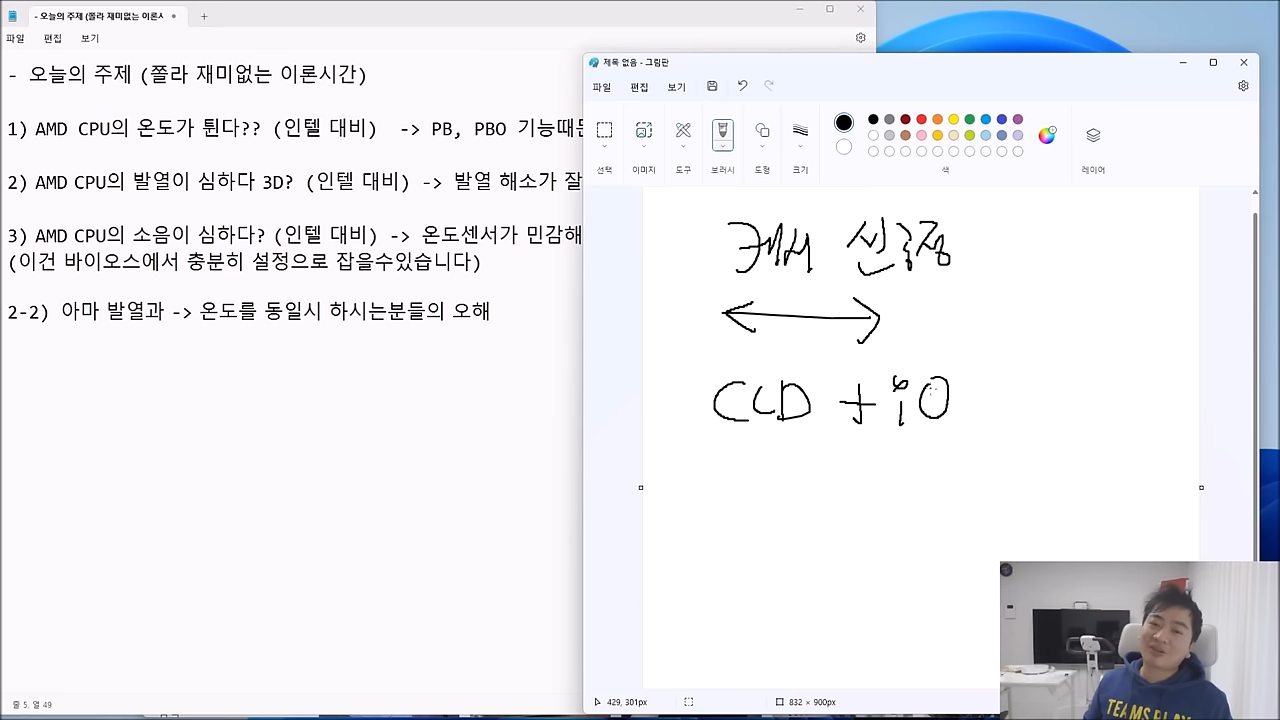 - 오늘의 주제 (쫄라 재미없는 이론시
파일 편집 보기
- 오늘의 주제 (쫄라 재미없는 이론시간)
1) AMD CPU의 온도가 튄다?? (인텔 대비) -> PB, PBO 기능때문
2) AMD CPU의 발열이 심하다 3D? (인텔 대비) -> 발열 해소가 잘
3) AMD CPU의 소음이 심하다? (인텔 대비) -> 온도센서가 민감해
(이건 바이오스에서 충분히 설정으로 잡을수있습니다)
2-2) 아마 발열과 -> 온도를 동일시 하시는분들의 오해
줄 5, 열 49
제목 없음 - 그림판
파일 편집 보기
선택 이미지 도구 브러시 도형 크기 색 레이어
CCD + iO
429, 301px 832 × 900px
TEAMS PLAY